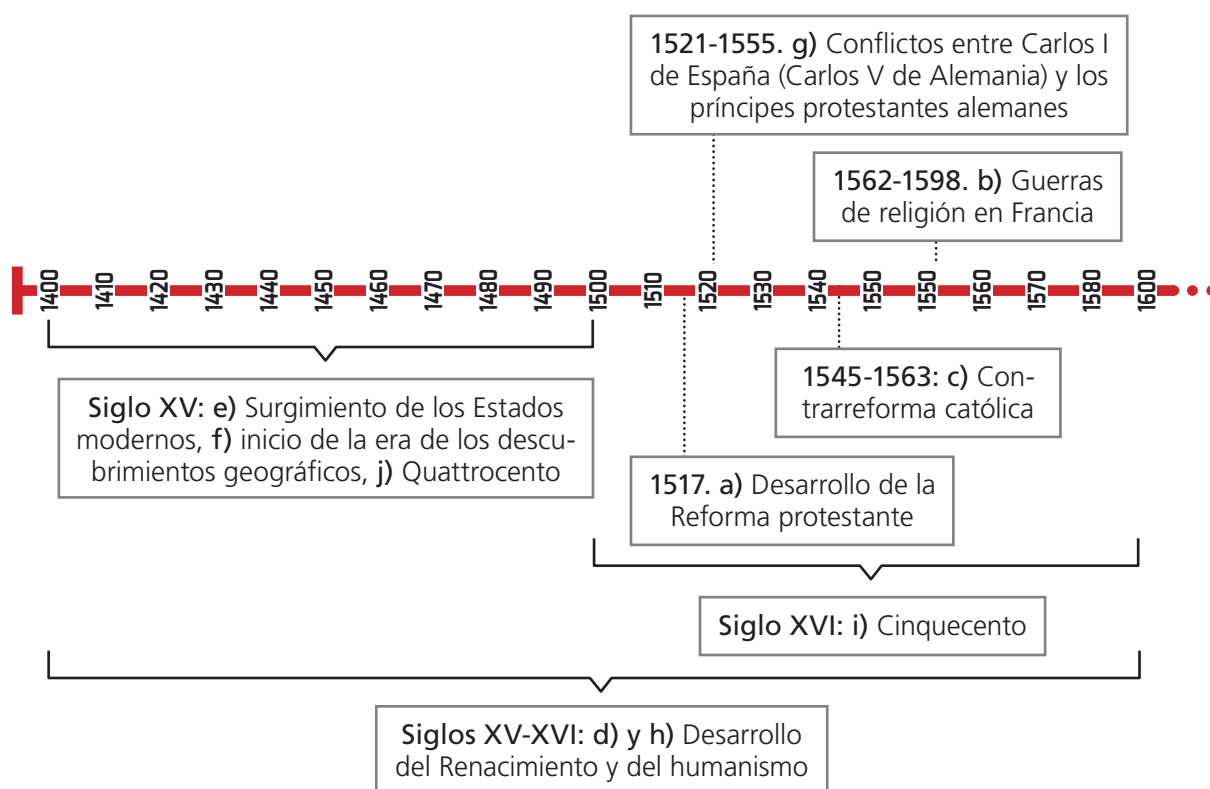 1521-1555. g) Conflictos entre Carlos I
de España (Carlos V de Alemania) y los
príncipes protestantes alemanes
1562-1598. b) Guerras
de religión en Francia
1400
1410
1420
1430
1440
1450
1460
1470
1480
1490
1500
1510
1520
1530
1540
1550
1550
1560
1570
1580
1600
Siglo XV: e) Surgimiento de los Estados
modernos, f) inicio de la era de los descu-
brimientos geográficos, j) Quattrocento
1545-1563: c) Con-
trarreforma católica
1517. a) Desarrollo de la
Reforma protestante
Siglo XVI: i) Cinquecento
Siglos XV-XVI: d) y h) Desarrollo
del Renacimiento y del humanismo